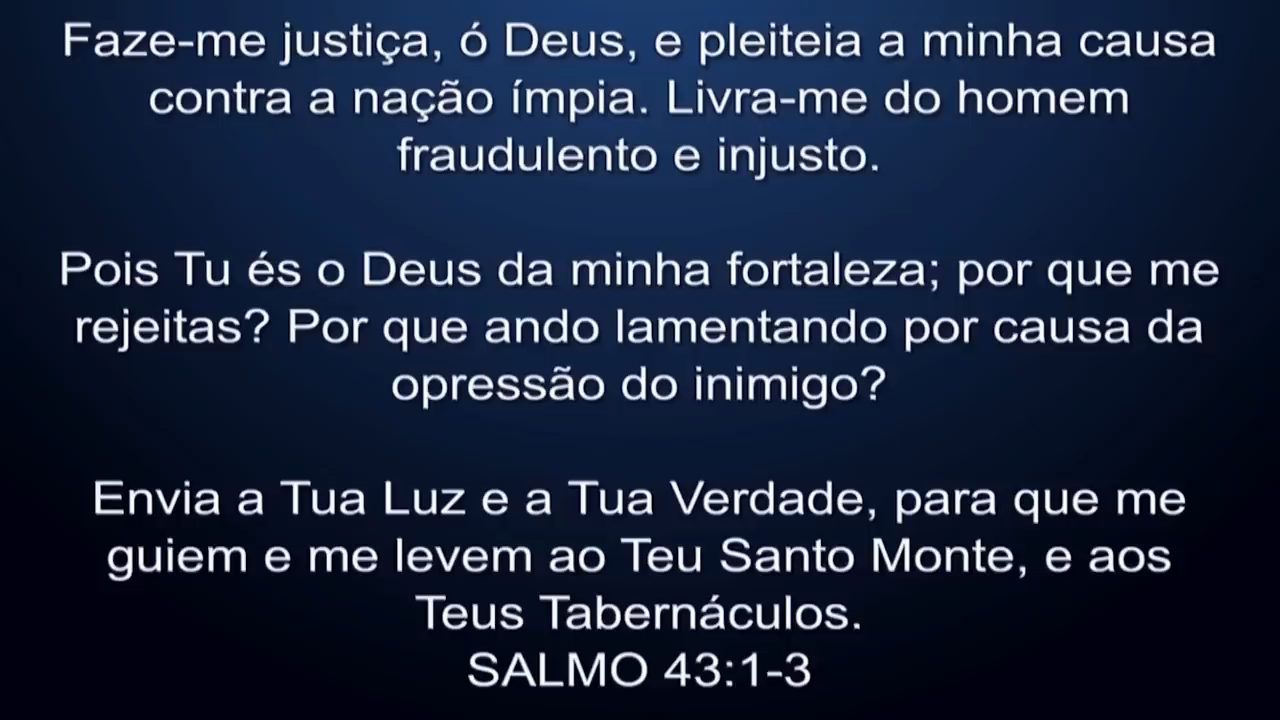 Faze-me justiça, ó Deus, e pleiteia a minha causa
contra a nação ímpia. Livra-me do homem
fraudulento e injusto.
Pois Tu és o Deus da minha fortaleza; por que me
rejeitas? Por que ando lamentando por causa da
opressão do inimigo?
Envia a Tua Luz e a Tua Verdade, para que me
guiem e me levem ao Teu Santo Monte, e aos
Teus Tabernáculos.
SALMO 43:1-3